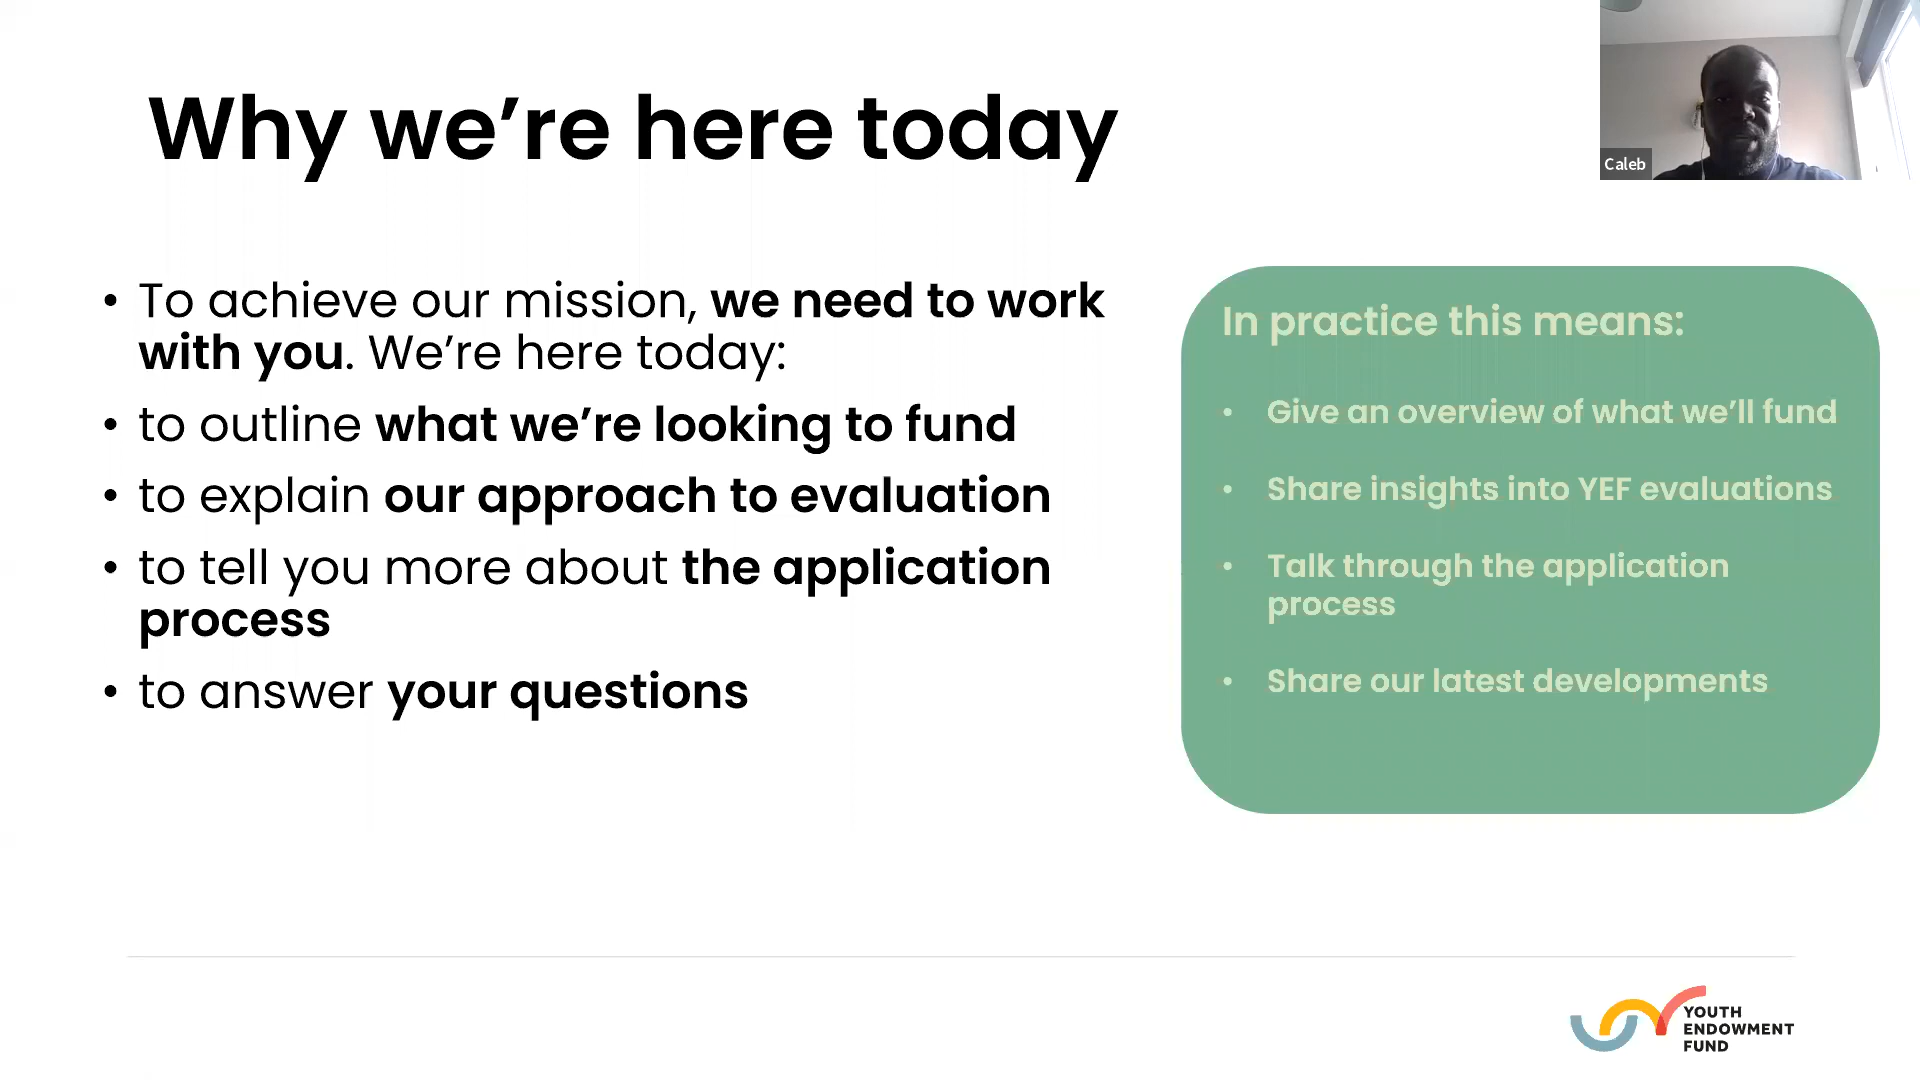 Why we’re here today
Caleb
• To achieve our mission, we need to work
with you. We’re here today:
• to outline what we’re looking to fund
• to explain our approach to evaluation
• to tell you more about the application
process
• to answer your questions
In practice this means:
• Give an overview of what we’ll fund
• Share insights into YEF evaluations
• Talk through the application
process
• Share our latest developments
YOUTH
ENDOWMENT
FUND